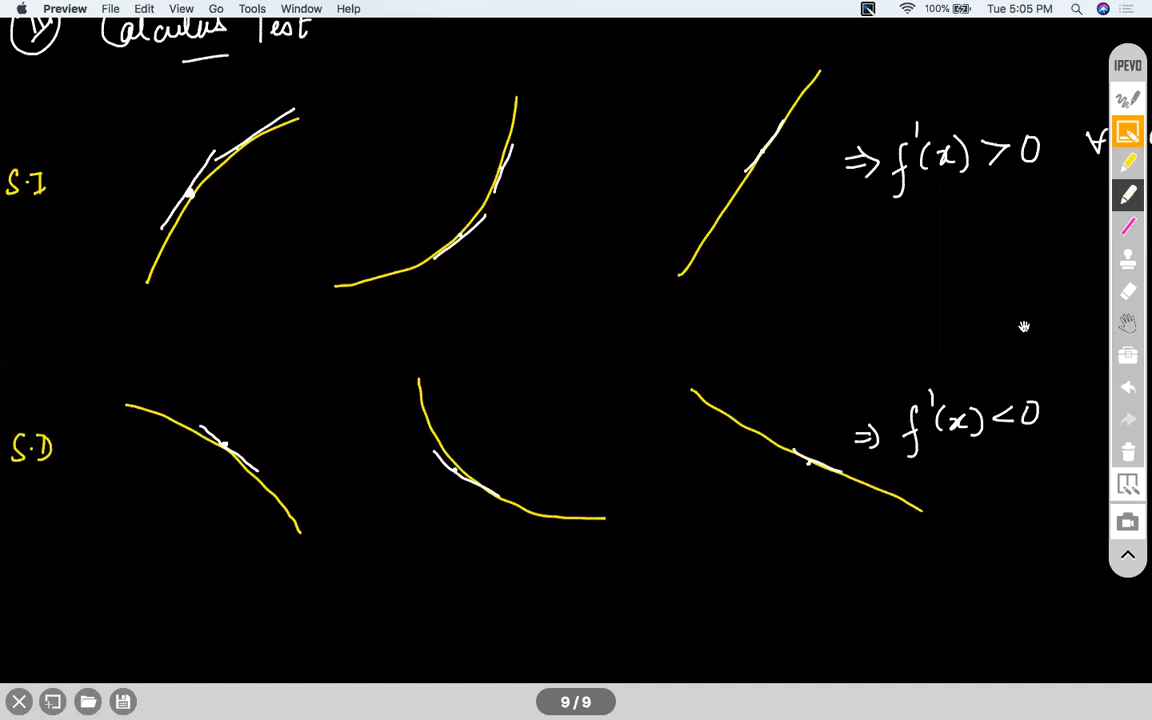 Preview File Edit View Go Tools Window Help 100% Tue 5:05 PM
Calculus Test
IPEVO
S.I
⇒ f'(x) > 0 ∀
S.D
⇒ f'(x) < 0
9 / 9